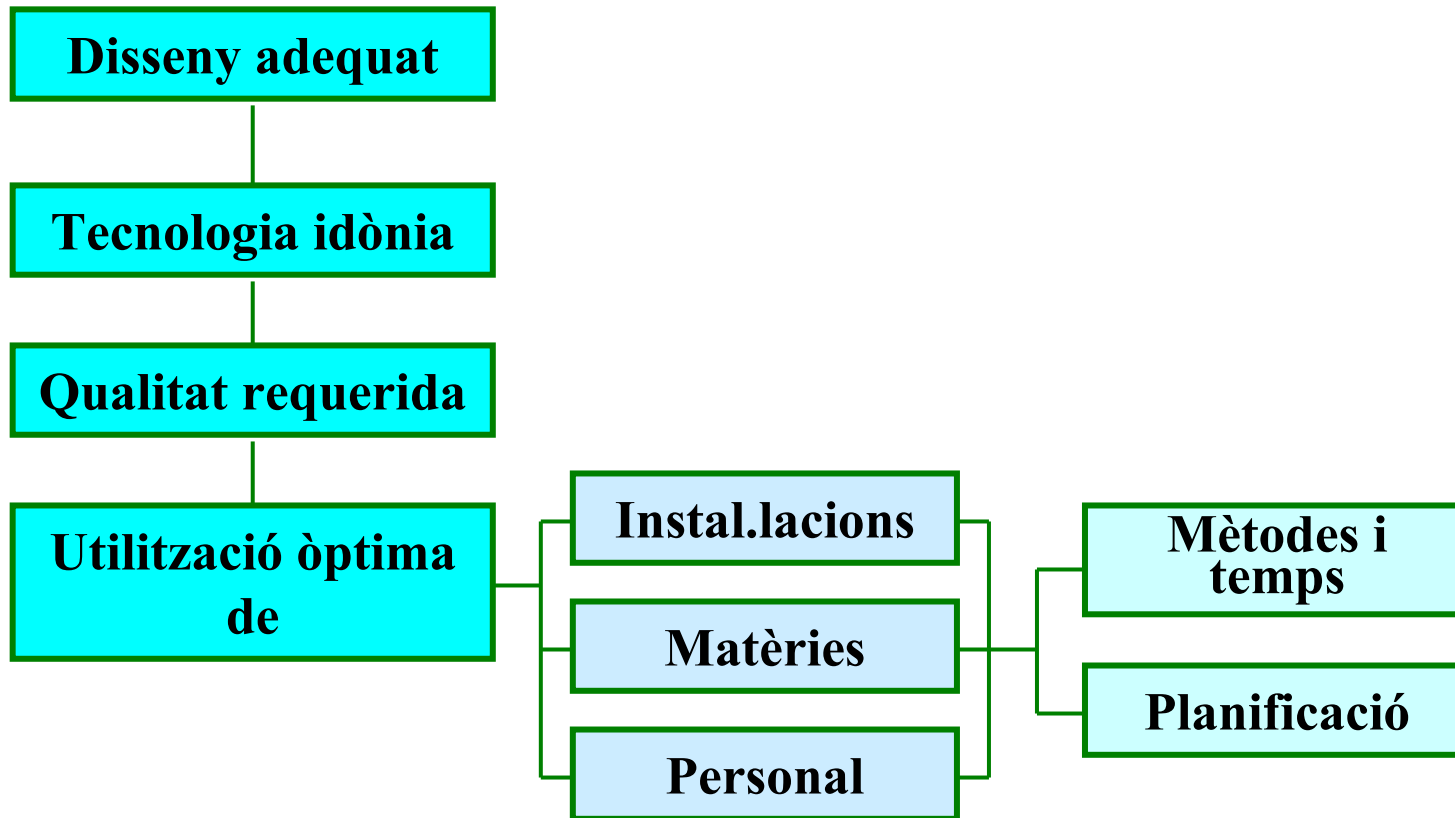 Disseny adequat
Tecnologia idònia
Qualitat requerida
Utilització òptima
de
Instal.lacions
Matèries
Personal
Mètodes i
temps
Planificació